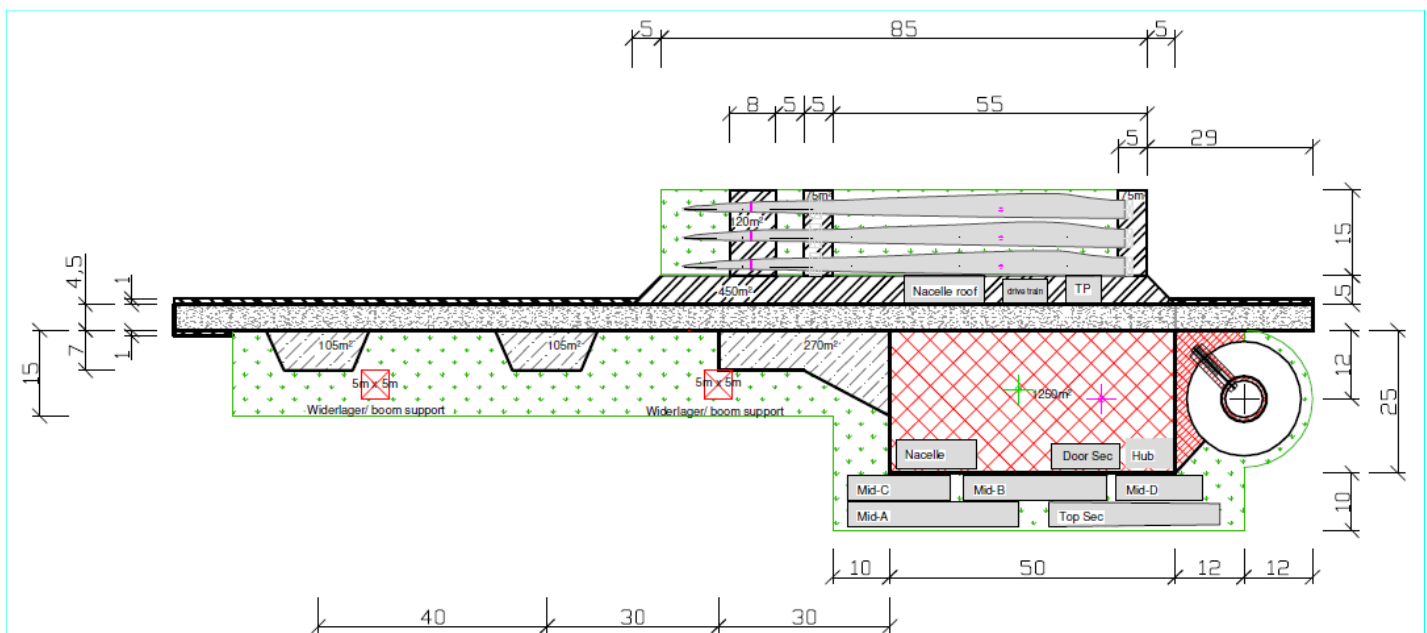 5 85 5
8 5 5 55
5 29
75m² 75m²
120m²
15
4,5 1
450m² Nacelle roof drive train TP
5
105m² 105m² 270m²
7 1
15
12
25
5m x 5m 5m x 5m
1250m²
Widerlager/ boom support Widerlager/ boom support
Nacelle Door Sec Hub
Mid-C Mid-B Mid-D
10
Mid-A Top Sec
10 50 12 12
40 30 30